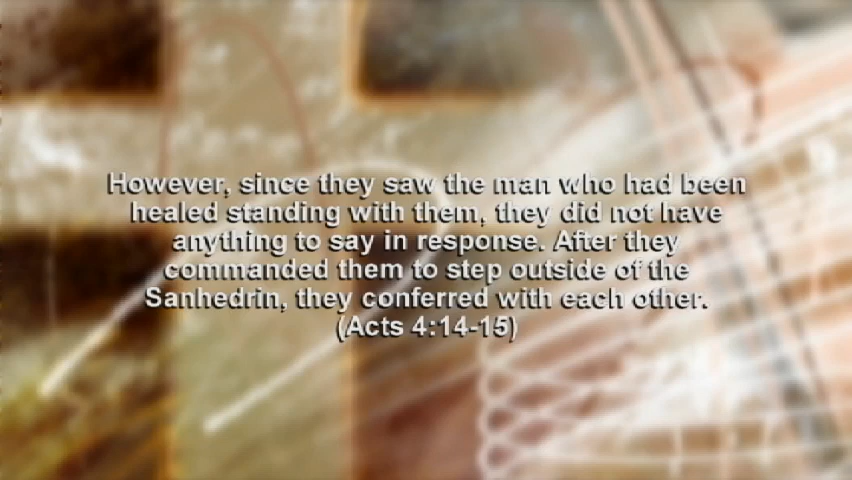 However, since they saw the man who had been
healed standing with them, they did not have
anything to say in response. After they
commanded them to step outside of the
Sanhedrin, they conferred with each other.
(Acts 4:14-15)